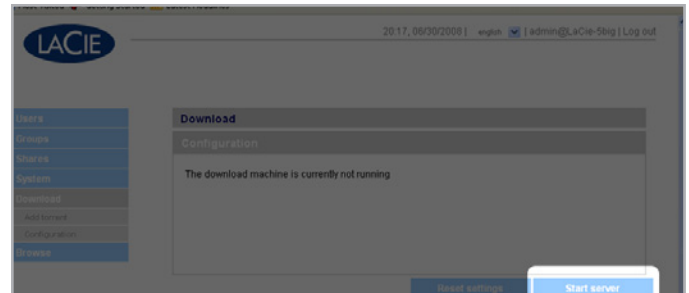 LACIE
20:17, 06/30/2008 | english | admin@LaCie-5big | Log out
Users
Groups
Shares
System
Download
Add torrent
Configuration
Browse
Download
Configuration
The download machine is currently not running
Reset settings
Start server